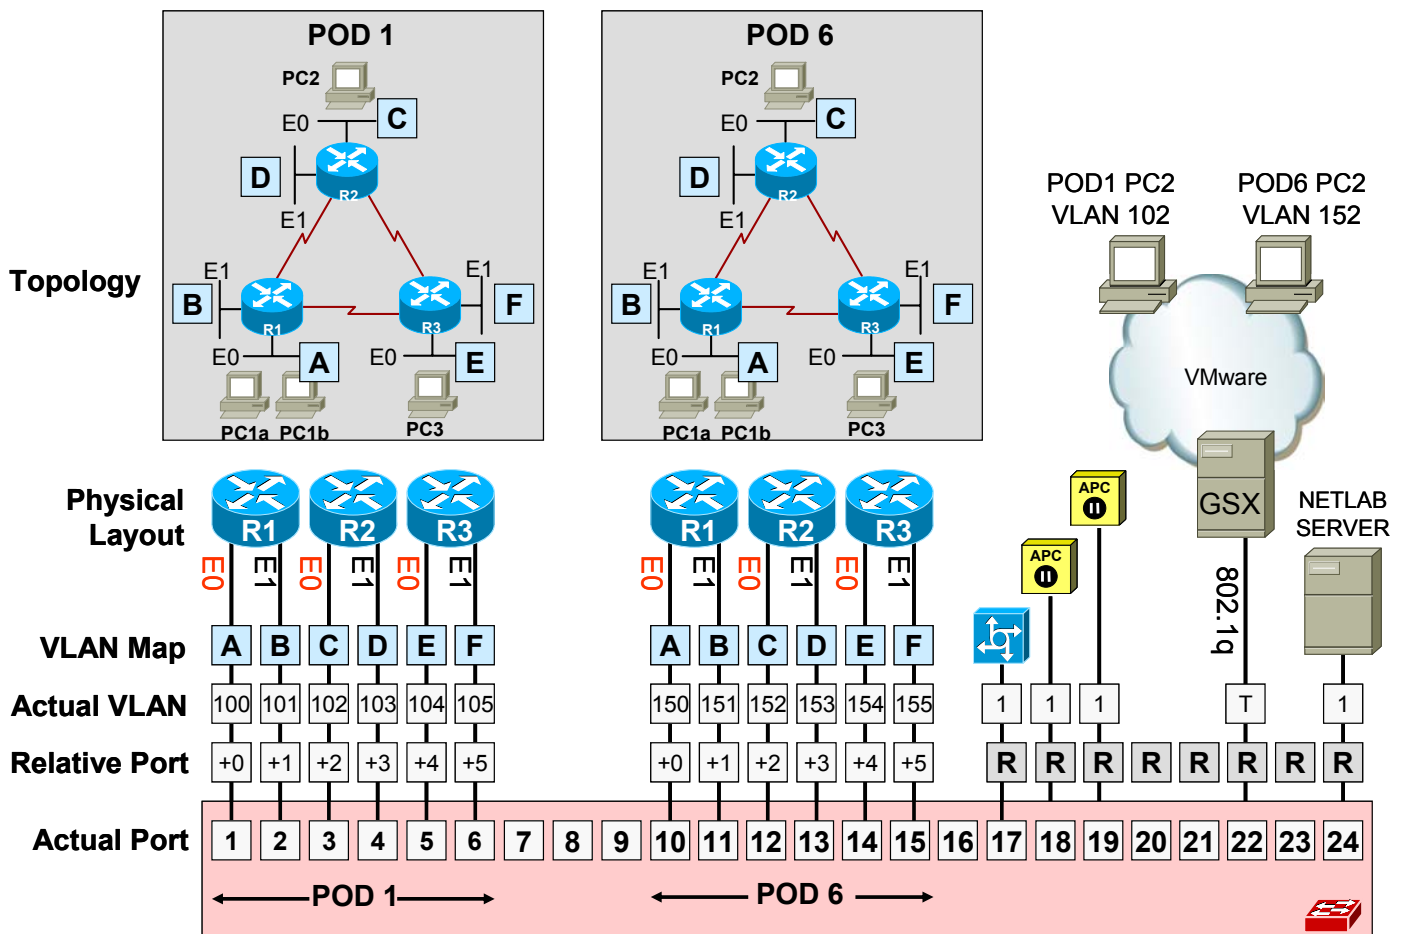 POD 1
PC2
E0
C
D
R2
E1
E1
B
R1
E1
F
R3
E0
A
E0
E
PC1a PC1b
PC3
POD 6
PC2
E0
C
D
R2
E1
E1
B
R1
E1
F
R3
E0
A
E0
E
PC1a PC1b
PC3
POD1 PC2
VLAN 102
POD6 PC2
VLAN 152
VMware
Topology
Physical
Layout
R1 R2 R3
R1 R2 R3
APC
APC
GSX
NETLAB
SERVER
E0 E1 E0 E1 E0 E1
E0 E1 E0 E1 E0 E1
802.1q
VLAN Map A B C D E F A B C D E F
Actual VLAN 100 101 102 103 104 105 150 151 152 153 154 155 1 1 1 T 1
Relative Port +0 +1 +2 +3 +4 +5 +0 +1 +2 +3 +4 +5 R R R R R R R R
Actual Port 1 2 3 4 5 6 7 8 9 10 11 12 13 14 15 16 17 18 19 20 21 22 23 24
POD 1
POD 6